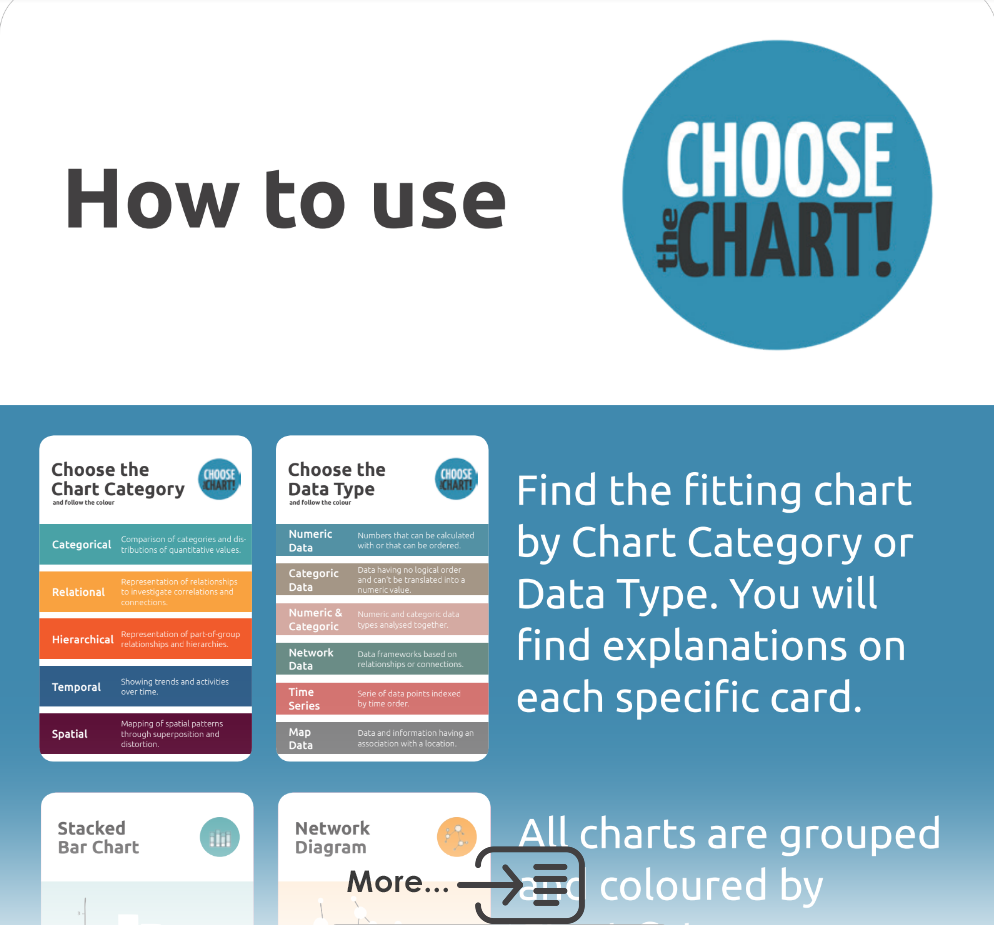 How to use
CHOOSE
the CHART!
Choose the
Chart Category
and follow the colour
CHOOSE
the CHART!
Categorical
Comparison of categories and dis-
tributions of quantitative values.
Relational
Representation of relationships
to investigate correlations and
connections.
Hierarchical
Representation of part-of-group
relationships and hierarchies.
Temporal
Showing trends and activities
over time.
Spatial
Mapping of spatial patterns
through superposition and
distortion.
Choose the
Data Type
and follow the colour
CHOOSE
the CHART!
Numeric
Data
Numbers that can be calculated
with or that can be ordered.
Categoric
Data
Data having no logical order
and can't be translated into a
numeric value.
Numeric &
Categoric
Numeric and categoric data
types analysed together.
Network
Data
Data frameworks based on
relationships or connections.
Time
Series
Serie of data points indexed
by time order.
Map
Data
Data and information having an
association with a location.
Find the fitting chart
by Chart Category or
Data Type. You will
find explanations on
each specific card.
Stacked
Bar Chart
Network
Diagram
All charts are grouped
and coloured by
More...